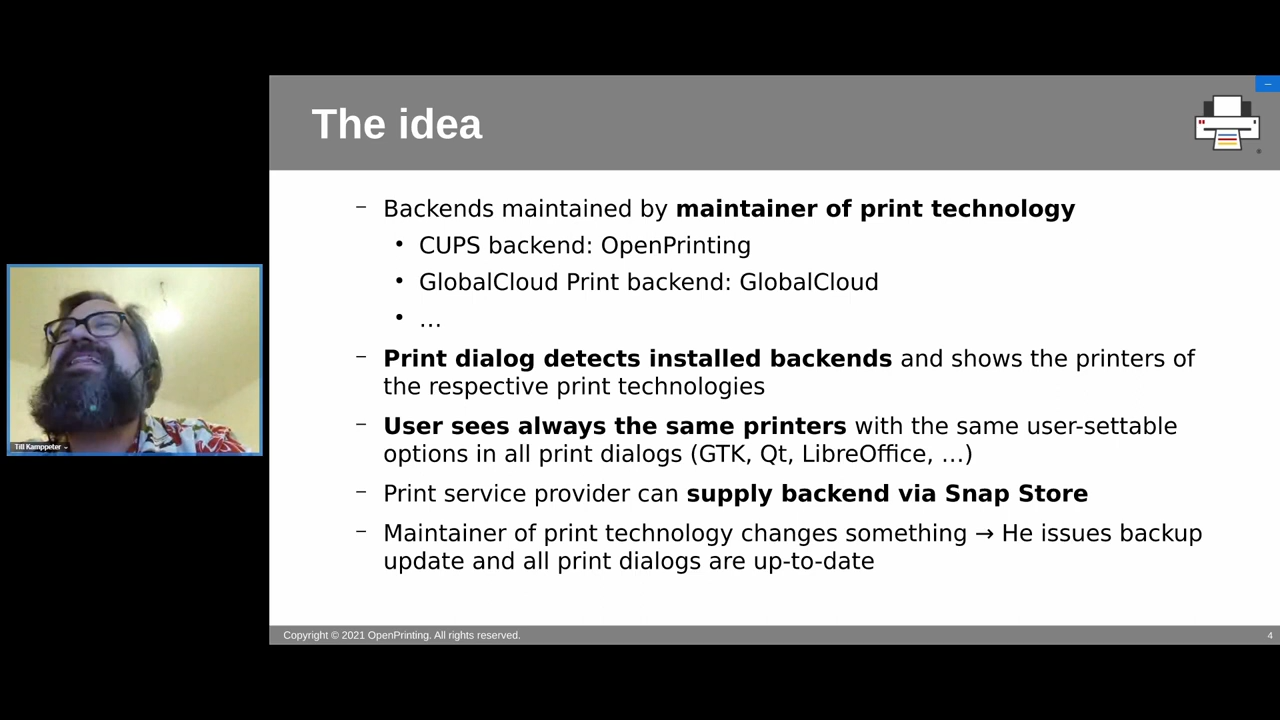 The idea
– Backends maintained by maintainer of print technology
• CUPS backend: OpenPrinting
• GlobalCloud Print backend: GlobalCloud
• …
– Print dialog detects installed backends and shows the printers of
the respective print technologies
– User sees always the same printers with the same user-settable
options in all print dialogs (GTK, Qt, LibreOffice, …)
– Print service provider can supply backend via Snap Store
– Maintainer of print technology changes something → He issues backup
update and all print dialogs are up-to-date
Till Kamppeter
Copyright © 2021 OpenPrinting. All rights reserved.
4